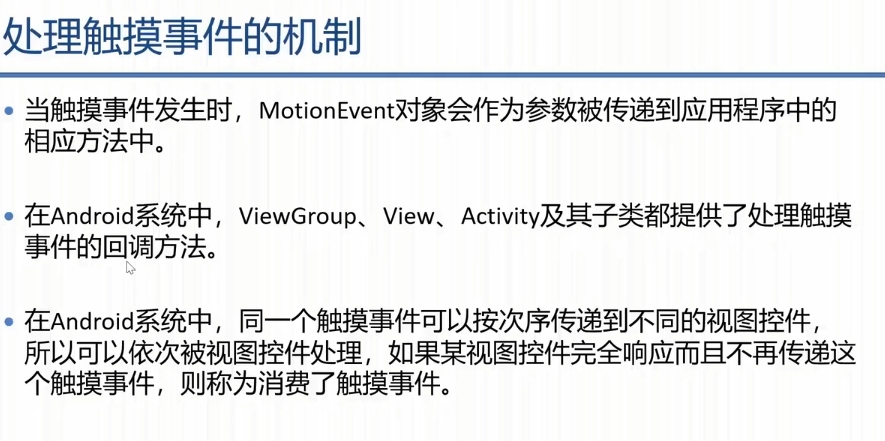 处理触摸事件的机制
• 当触摸事件发生时，MotionEvent对象会作为参数被传递到应用程序中的
相应方法中。
• 在Android系统中，ViewGroup、View、Activity及其子类都提供了处理触摸
事件的回调方法。
• 在Android系统中，同一个触摸事件可以按次序传递到不同的视图控件，
所以可以依次被视图控件处理，如果某视图控件完全响应而且不再传递这
个触摸事件，则称为消费了触摸事件。